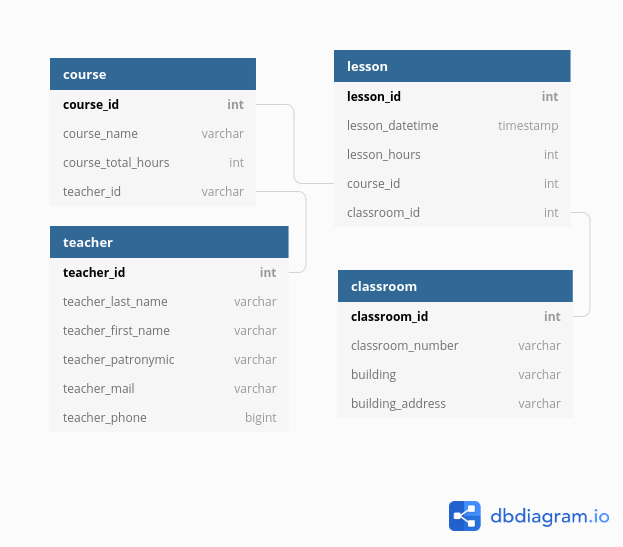 course
course_id int
course_name varchar
course_total_hours int
teacher_id varchar
teacher
teacher_id int
teacher_last_name varchar
teacher_first_name varchar
teacher_patronymic varchar
teacher_mail varchar
teacher_phone bigint
lesson
lesson_id int
lesson_datetime timestamp
lesson_hours int
course_id int
classroom_id int
classroom
classroom_id int
classroom_number varchar
building varchar
building_address varchar
dbdiagram.io